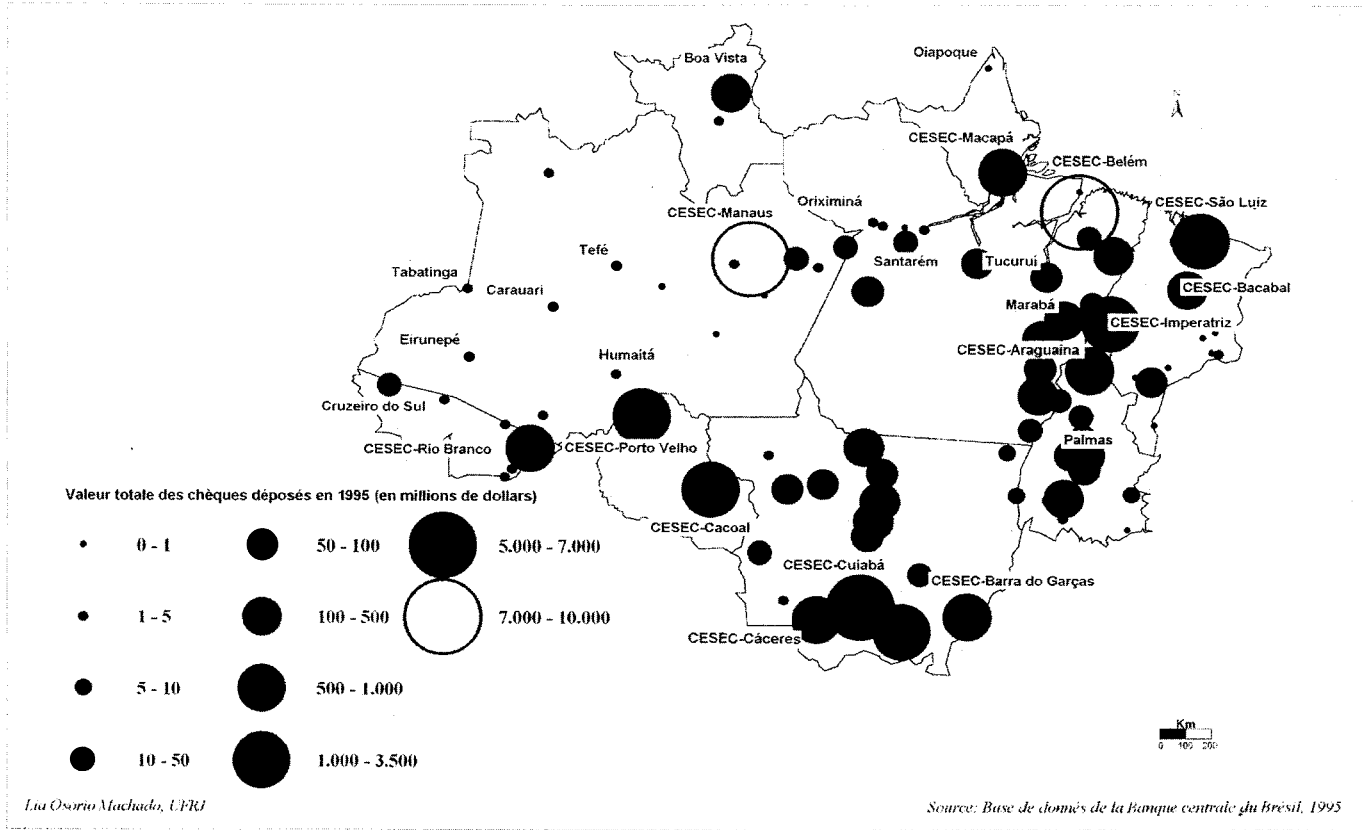 Oiapoque
Boa Vista
N
CESEC-Macapá
CESEC-Belém
Oriximiná
CESEC-São Luiz
CESEC-Manaus
Tefé
Santarém
Tucuruí
Tabatinga
CESEC-Bacabal
Carauari
Marabá
CESEC-Imperatriz
Eirunepé
CESEC-Araguaina
Humaitá
Cruzeiro do Sul
Palmas
CESEC-Rio Branco
CESEC-Porto Velho
Valeur totale des chèques déposés en 1995 (en millions de dollars)
CESEC-Cacoal
0 - 1
50 - 100
5.000 - 7.000
CESEC-Cuiabá
CESEC-Barra do Garças
1 - 5
100 - 500
7.000 - 10.000
CESEC-Cáceres
5 - 10
500 - 1.000
Km
0 100 200
10 - 50
1.000 - 3.500
Lia Osório Machado, UFRJ
Source: Base de donnés de la Banque centrale du Brésil, 1995